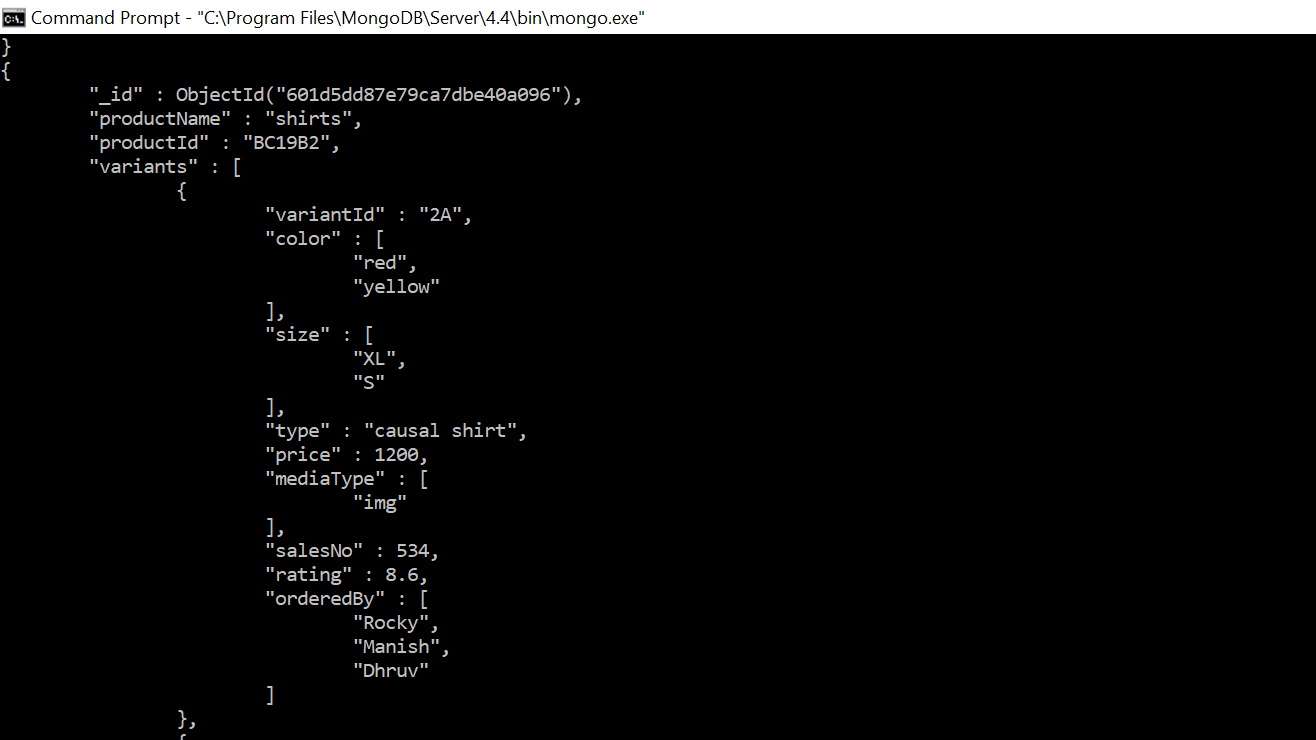 Command Prompt - "C:\Program Files\MongoDB\Server\4.4\bin\mongo.exe"
}
{
"_id" : ObjectId("601d5dd87e79ca7dbe40a096"),
"productName" : "shirts",
"productId" : "BC19B2",
"variants" : [
{
"variantId" : "2A",
"color" : [
"red",
"yellow"
],
"size" : [
"XL",
"S"
],
"type" : "causal shirt",
"price" : 1200,
"mediaType" : [
"img"
],
"salesNo" : 534,
"rating" : 8.6,
"orderedBy" : [
"Rocky",
"Manish",
"Dhruv"
]
},
{